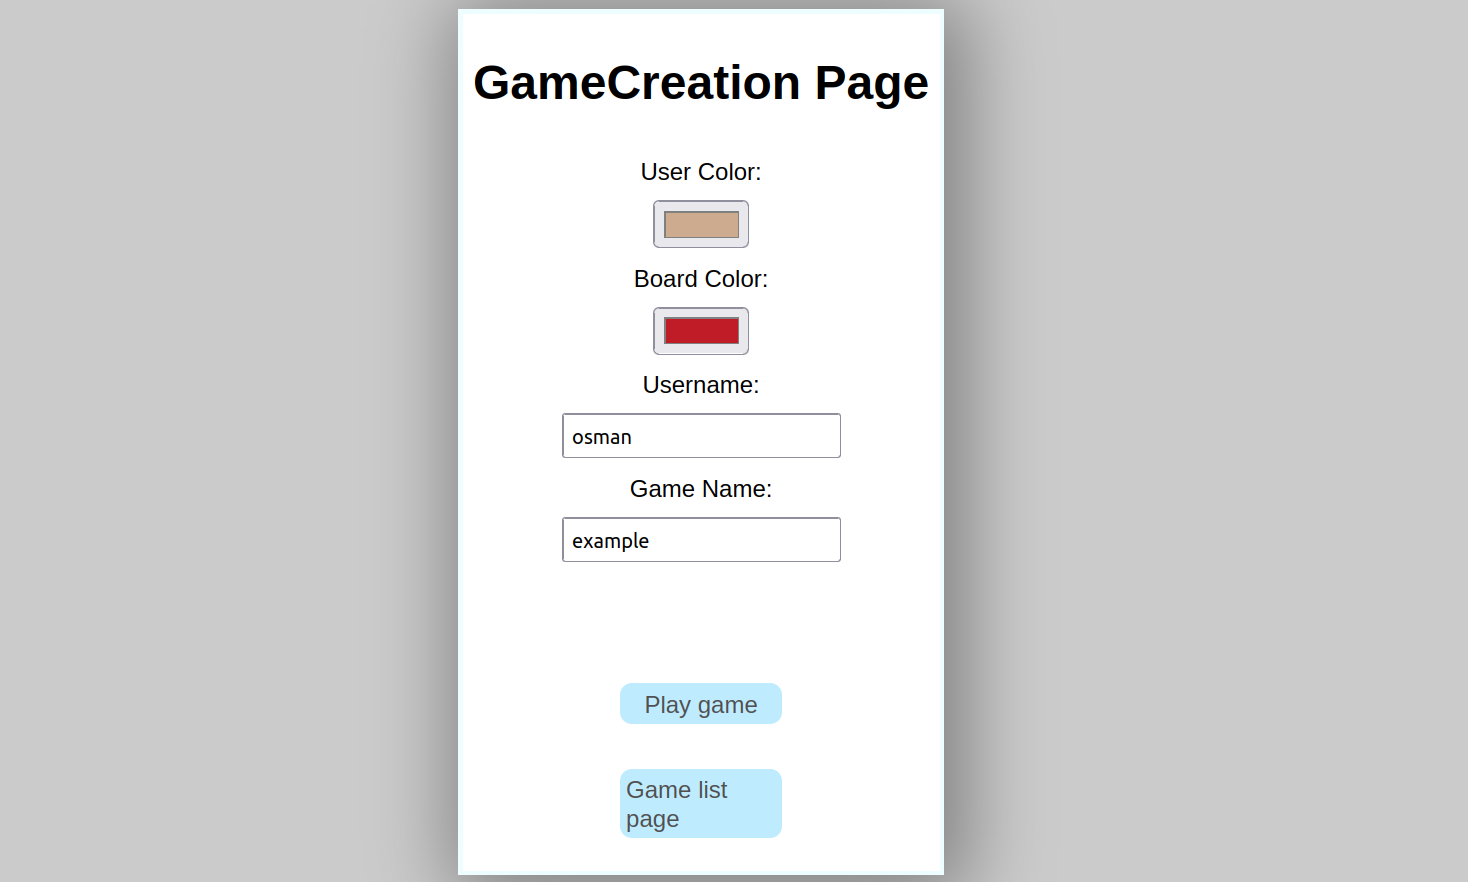 GameCreation Page
User Color:
Board Color:
Username:
osman
Game Name:
example
Play game
Game list
page